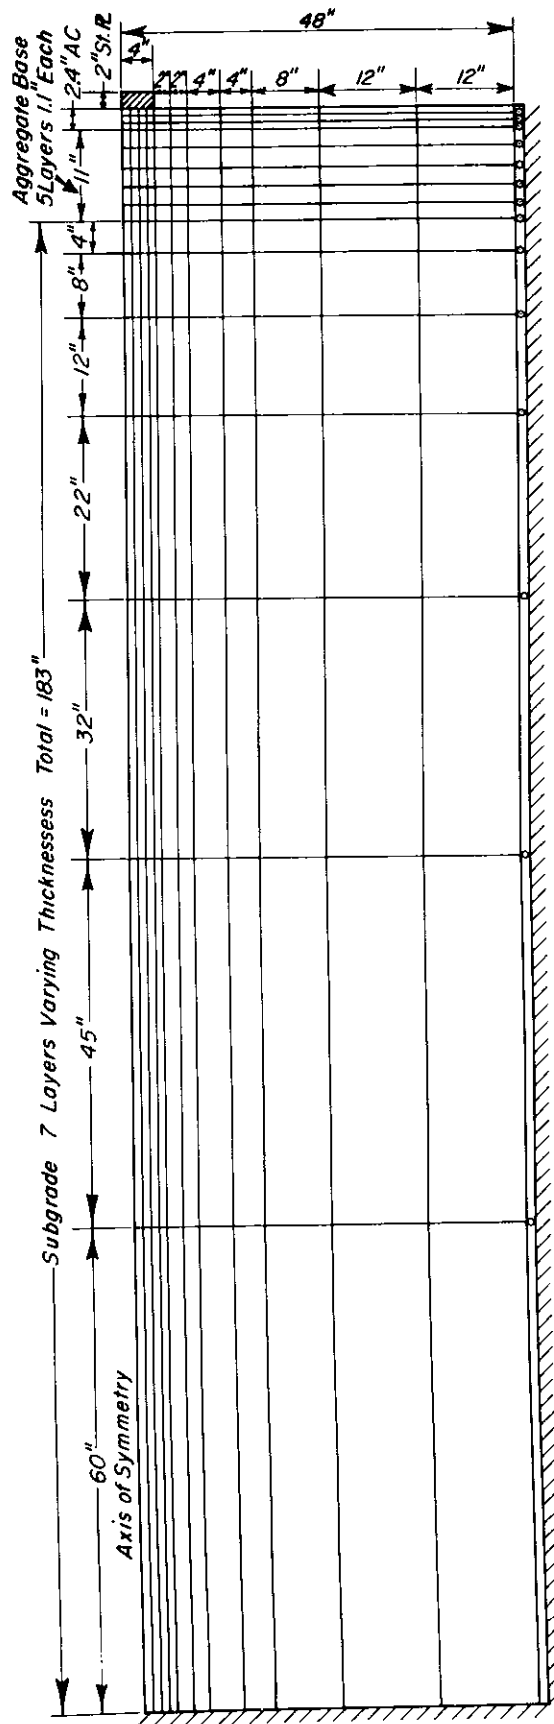 48"
4"
2" St. R
2.4" AC
Aggregate Base
5 Layers 1.1" Each
2"
2"
4"
4"
8"
12"
12"
11"
4"
8"
12"
22"
32"
45"
60"
Subgrade 7 Layers Varying Thicknessess Total = 183"
Axis of Symmetry